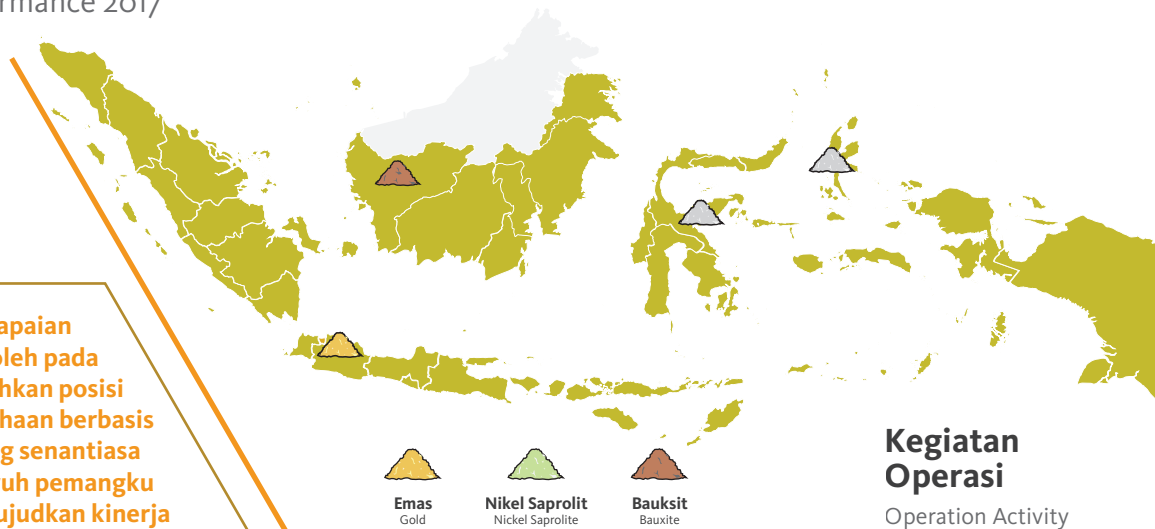 2017
apaian
oleh pada
hkan posisi
haan berbasis
g senantiasa
uh pemangku
ujudkan kinerja
Emas
Gold
Nikel Saprolit
Nickel Saprolite
Bauksit
Bauxite
Kegiatan
Operasi
Operation Activity